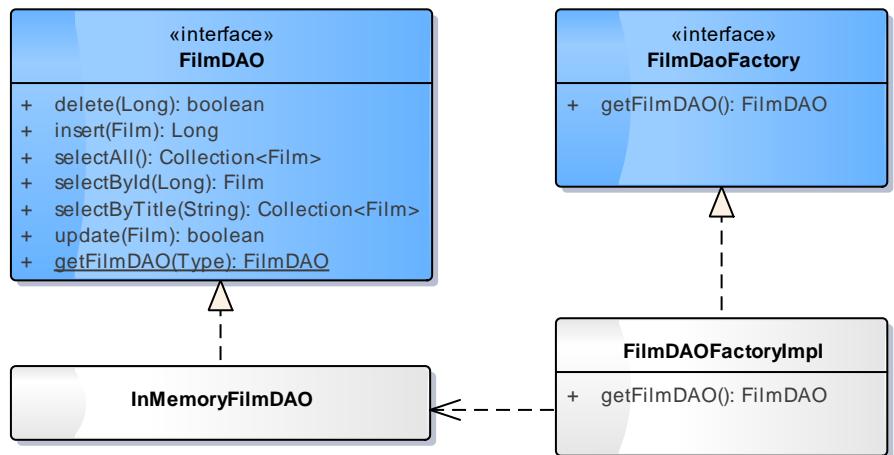 «interface»
FilmDAO
+ delete(Long): boolean
+ insert(Film): Long
+ selectAll(): Collection<Film>
+ selectById(Long): Film
+ selectByTitle(String): Collection<Film>
+ update(Film): boolean
+ getFilmDAO(Type): FilmDAO
«interface»
FilmDaoFactory
+ getFilmDAO(): FilmDAO
InMemoryFilmDAO
FilmDAOFactoryImpl
+ getFilmDAO(): FilmDAO